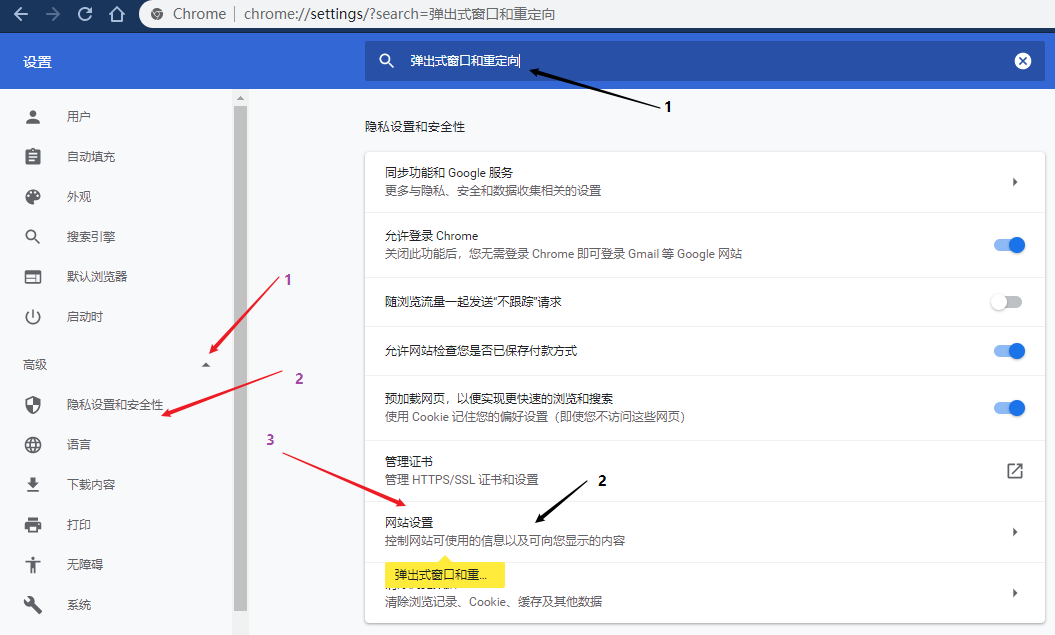 Chrome | chrome://settings/?search=弹出式窗口和重定向
设置
弹出式窗口和重定向
1
用户
自动填充
外观
搜索引擎
默认浏览器
启动时
1
高级
2
隐私设置和安全性
3
语言
下载内容
打印
无障碍
系统
隐私设置和安全性
同步功能和 Google 服务
更多与隐私、安全和数据收集相关的设置
允许登录 Chrome
关闭此功能后，您无需登录 Chrome 即可登录 Gmail 等 Google 网站
随浏览流量一起发送“不跟踪”请求
允许网站检查您是否已保存付款方式
预加载网页，以便实现更快速的浏览和搜索
使用 Cookie 记住您的偏好设置（即使您不访问这些网页）
管理证书
管理 HTTPS/SSL 证书和设置
2
网站设置
控制网站可使用的信息以及可向您显示的内容
弹出式窗口和重...
清除浏览记录、Cookie、缓存及其他数据